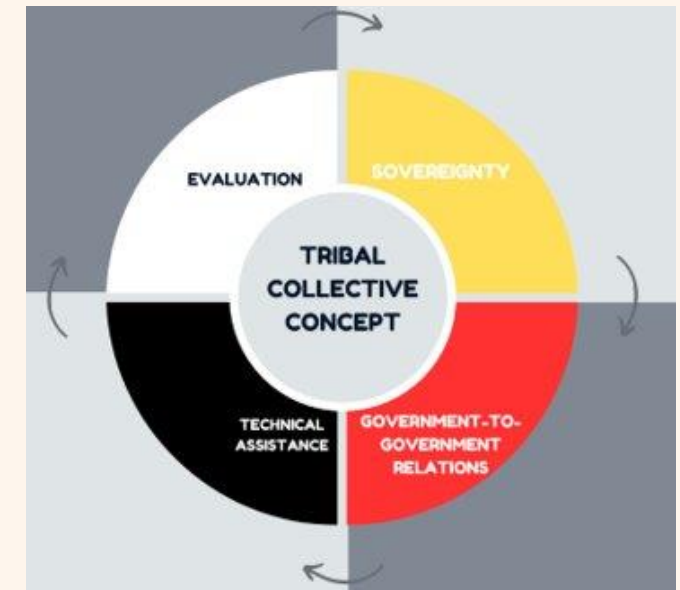 EVALUATION
SOVEREIGNTY
TRIBAL
COLLECTIVE
CONCEPT
TECHNICAL
ASSISTANCE
GOVERNMENT-TO-
GOVERNMENT
RELATIONS